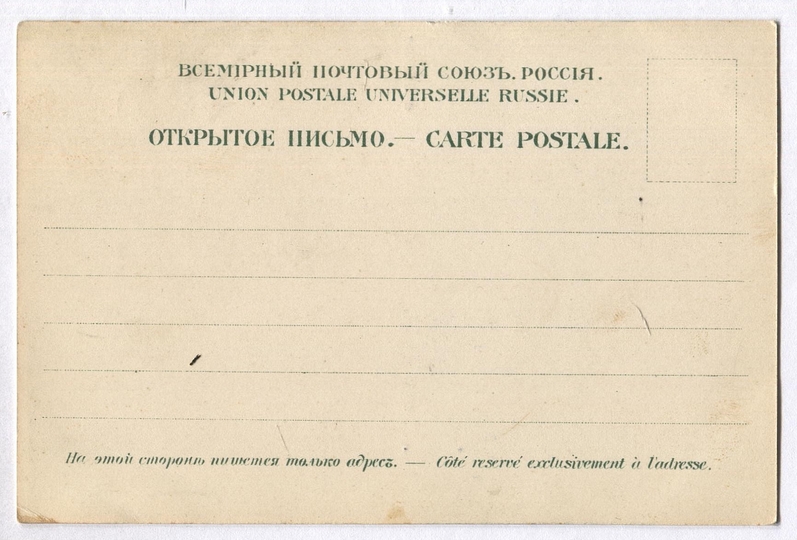 ВСЕМІРНЫЙ ПОЧТОВЫЙ СОЮЗЪ. РОССІЯ.
UNION POSTALE UNIVERSELLE RUSSIE.
ОТКРЫТОЕ ПИСЬМО.— CARTE POSTALE.
На этой сторонѣ пишется только адресъ. — Côté reservé exclusivement à l'adresse.